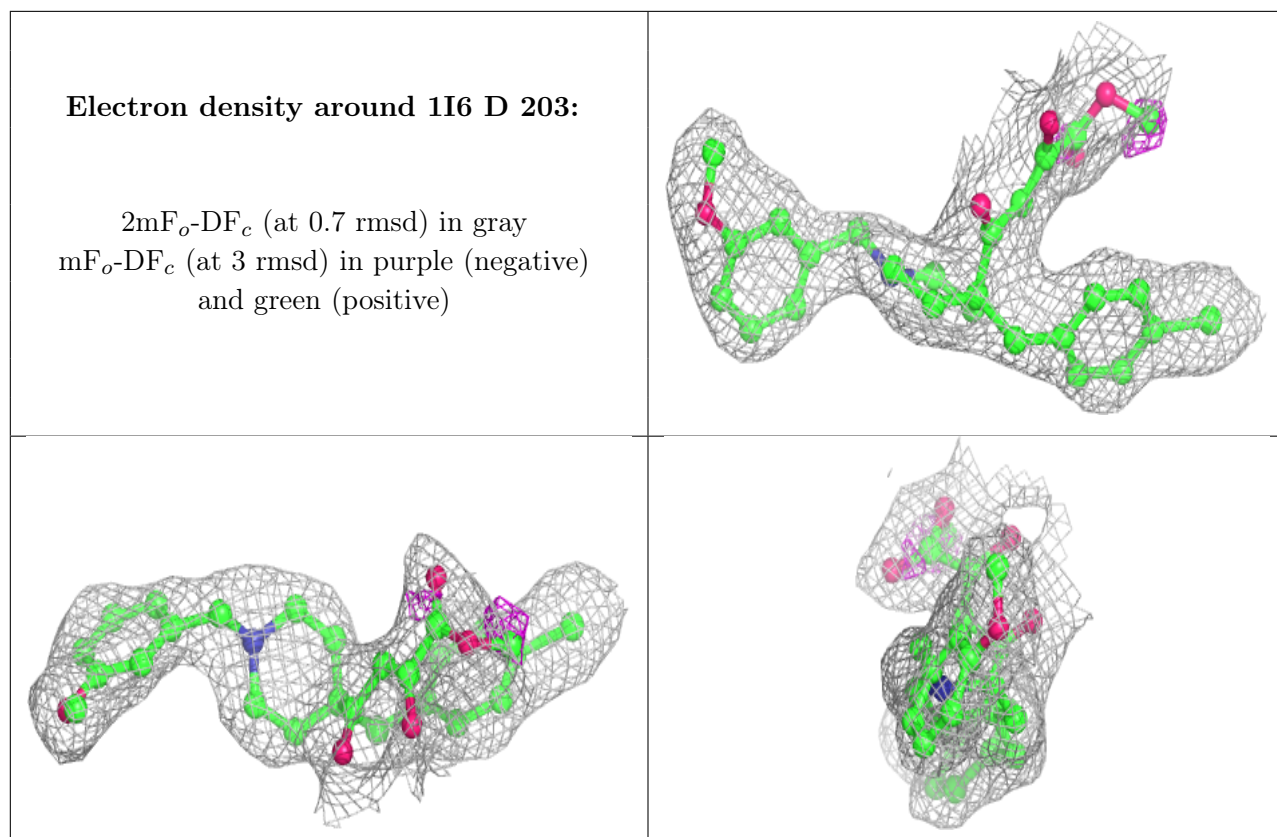 Electron density around 1I6 D 203:
2mFo-DFc (at 0.7 rmsd) in gray
mFo-DFc (at 3 rmsd) in purple (negative)
and green (positive)